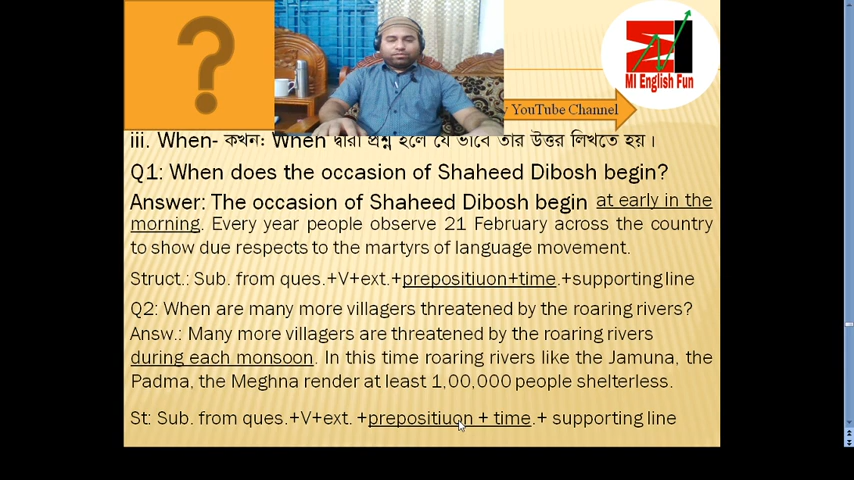 ?
MI English Fun
y YouTube Channel
iii. When- কখন: When দ্বারা প্রশ্ন হলে যে ভাবে তার উত্তর লিখতে হয়।
Q1: When does the occasion of Shaheed Dibosh begin?
Answer: The occasion of Shaheed Dibosh begin at early in the
morning. Every year people observe 21 February across the country
to show due respects to the martyrs of language movement.
Struct.: Sub. from ques.+V+ext.+prepositiuon+time.+supporting line
Q2: When are many more villagers threatened by the roaring rivers?
Answ.: Many more villagers are threatened by the roaring rivers
during each monsoon. In this time roaring rivers like the Jamuna, the
Padma, the Meghna render at least 1,00,000 people shelterless.
St: Sub. from ques.+V+ext. +prepositiuon + time.+ supporting line